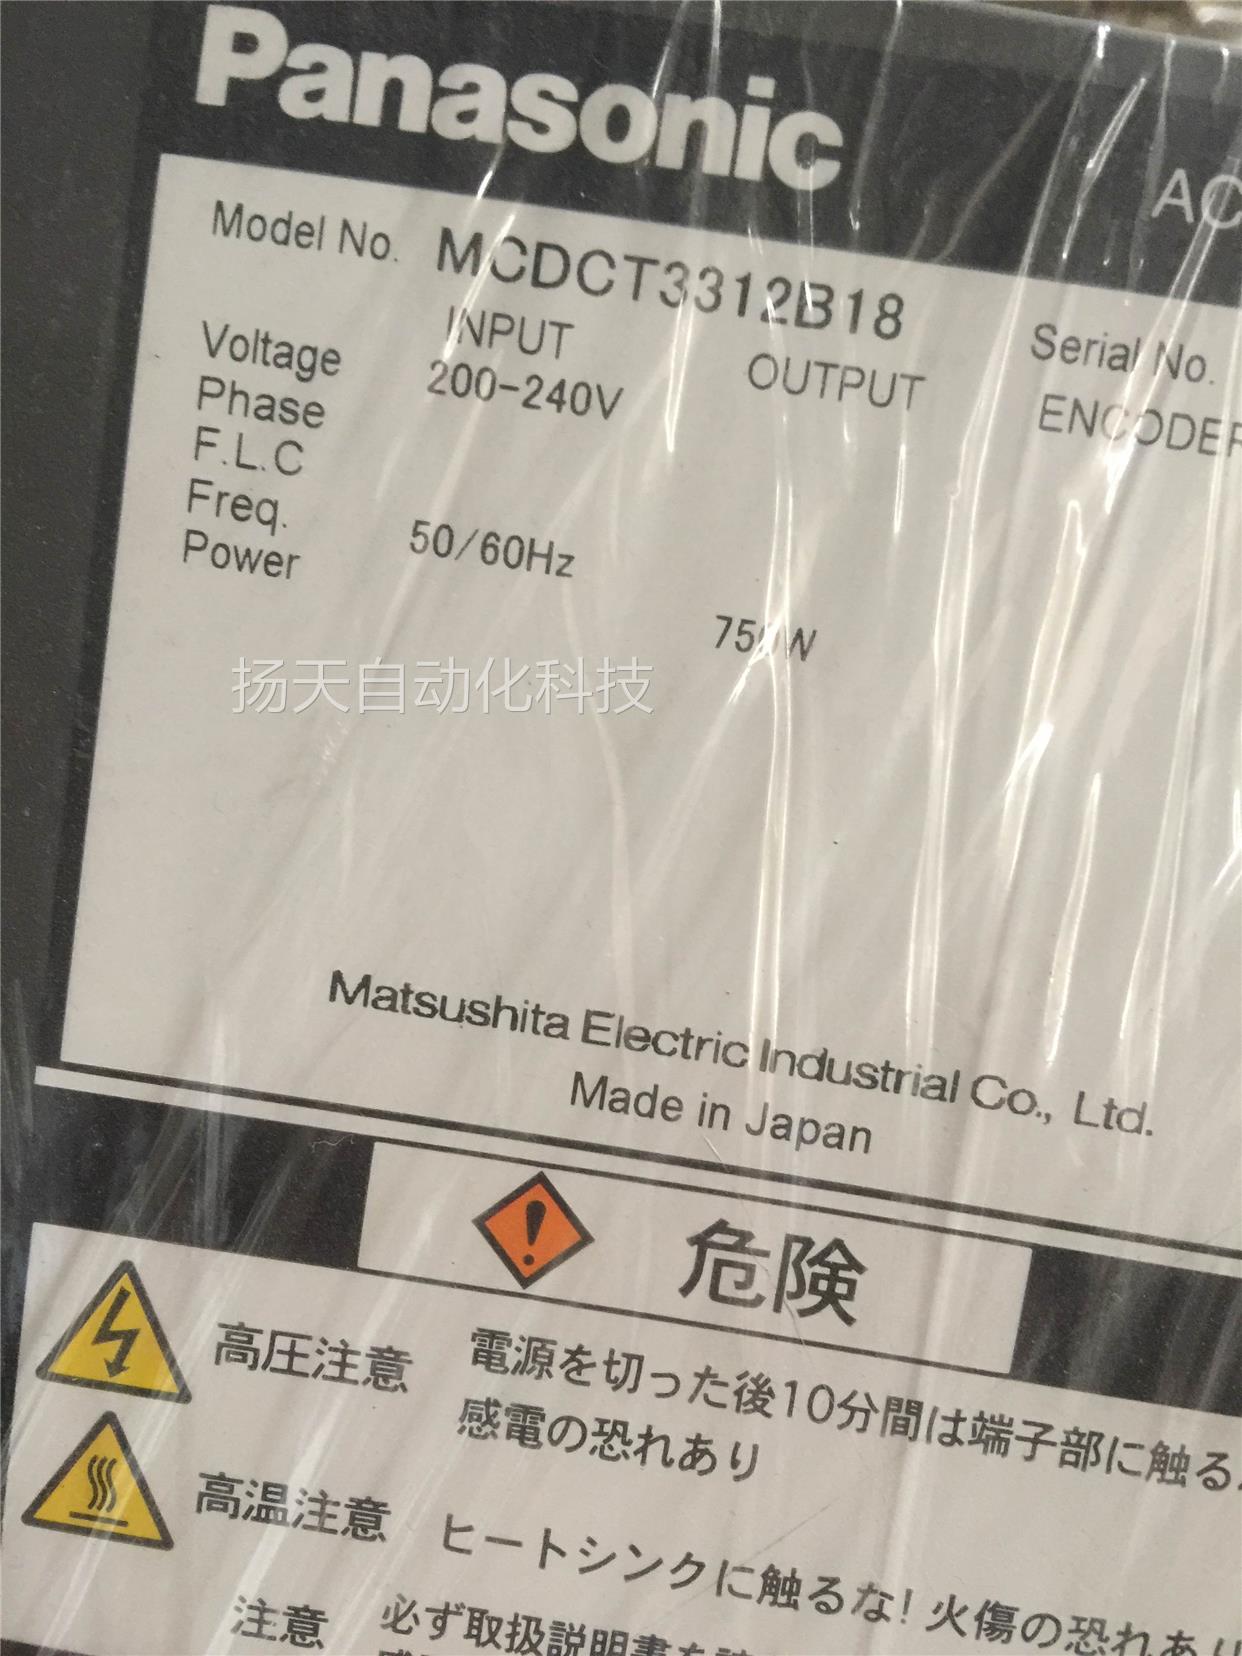 Panasonic
AC
Model No. MCDCT3312B18
Serial No.
INPUT OUTPUT ENCODER
Voltage 200-240V
Phase
F.L.C
Freq. 50/60Hz
Power 750W
扬天自动化科技
Matsushita Electric Industrial Co., Ltd.
Made in Japan
危険
高圧注意 電源を切った後10分間は端子部に触る
感電の恐れあり
高温注意 ヒートシンクに触るな! 火傷の恐れあり
注意 必ず取扱説明書を